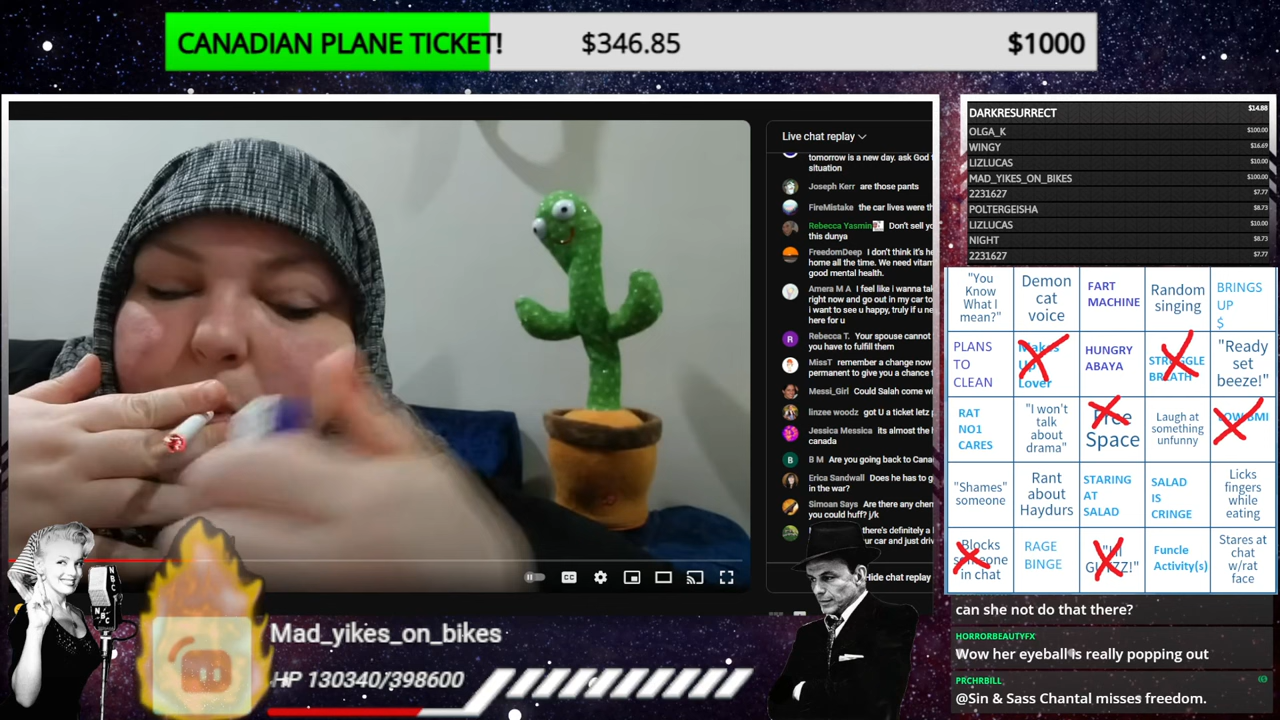 CANADIAN PLANE TICKET!
$346.85
$1000
Live chat replay
tomorrow is a new day. ask God
situation
Joseph Kerr are those pants
FireMistake the car lives were th
Rebecca Yasmin Don't sell yo
this dunya
FreedomDeep I don't think it's he
home all the time. We need vitam
good mental health.
Amera M A I feel like i wanna tak
right now and go out in my car to
i want to see u happy, truly if u ne
here for u
Rebecca T. Your spouse cannot
you have to fulfill them
MissT remember a change now
permanent to give you a chance t
Messi_Girl Could Salah come wi
linzee woodz got U a ticket letz p
Jessica Messica its almost the h
canada
B
B M Are you going back to Cana
Erica Sandwall Does he has to g
in the war?
Simoan Says Are there any chem
you could huff? j/k
there's definitely a l
ur car and just driv
Hide chat replay
DARKRESURRECT $14.88
OLGA_K $100.00
WINGY $16.69
LIZLUCAS $10.00
MAD_YIKES_ON_BIKES $100.00
2231627 $7.77
POLTERGEISHA $8.73
LIZLUCAS $10.00
NIGHT $8.73
2231627 $7.77
"You
Know
What I
mean?"
Demon
cat
voice
FART
MACHINE
Random
singing
BRINGS
UP
$
PLANS
TO
CLEAN
Makes
Up
Lover
HUNGRY
ABAYA
STRUGGLE
BREATH
"Ready
set
beeze!"
RAT
NO1
CARES
"I won't
talk
about
drama"
Free
Space
Laugh at
something
unfunny
LOW BMI
"Shames"
someone
Rant
about
Haydurs
STARING
AT
SALAD
SALAD
IS
CRINGE
Licks
fingers
while
eating
Blocks
someone
in chat
RAGE
BINGE
Funcle
Activity(s)
Stares at
chat
w/rat
face
can she not do that there?
HORRORBEAUTYFX
Wow her eyeball is really popping out
PRCHRBILL
@Sin & Sass Chantal misses freedom.
NBC
NBC
Mad_yikes_on_bikes
HP 130340/398600